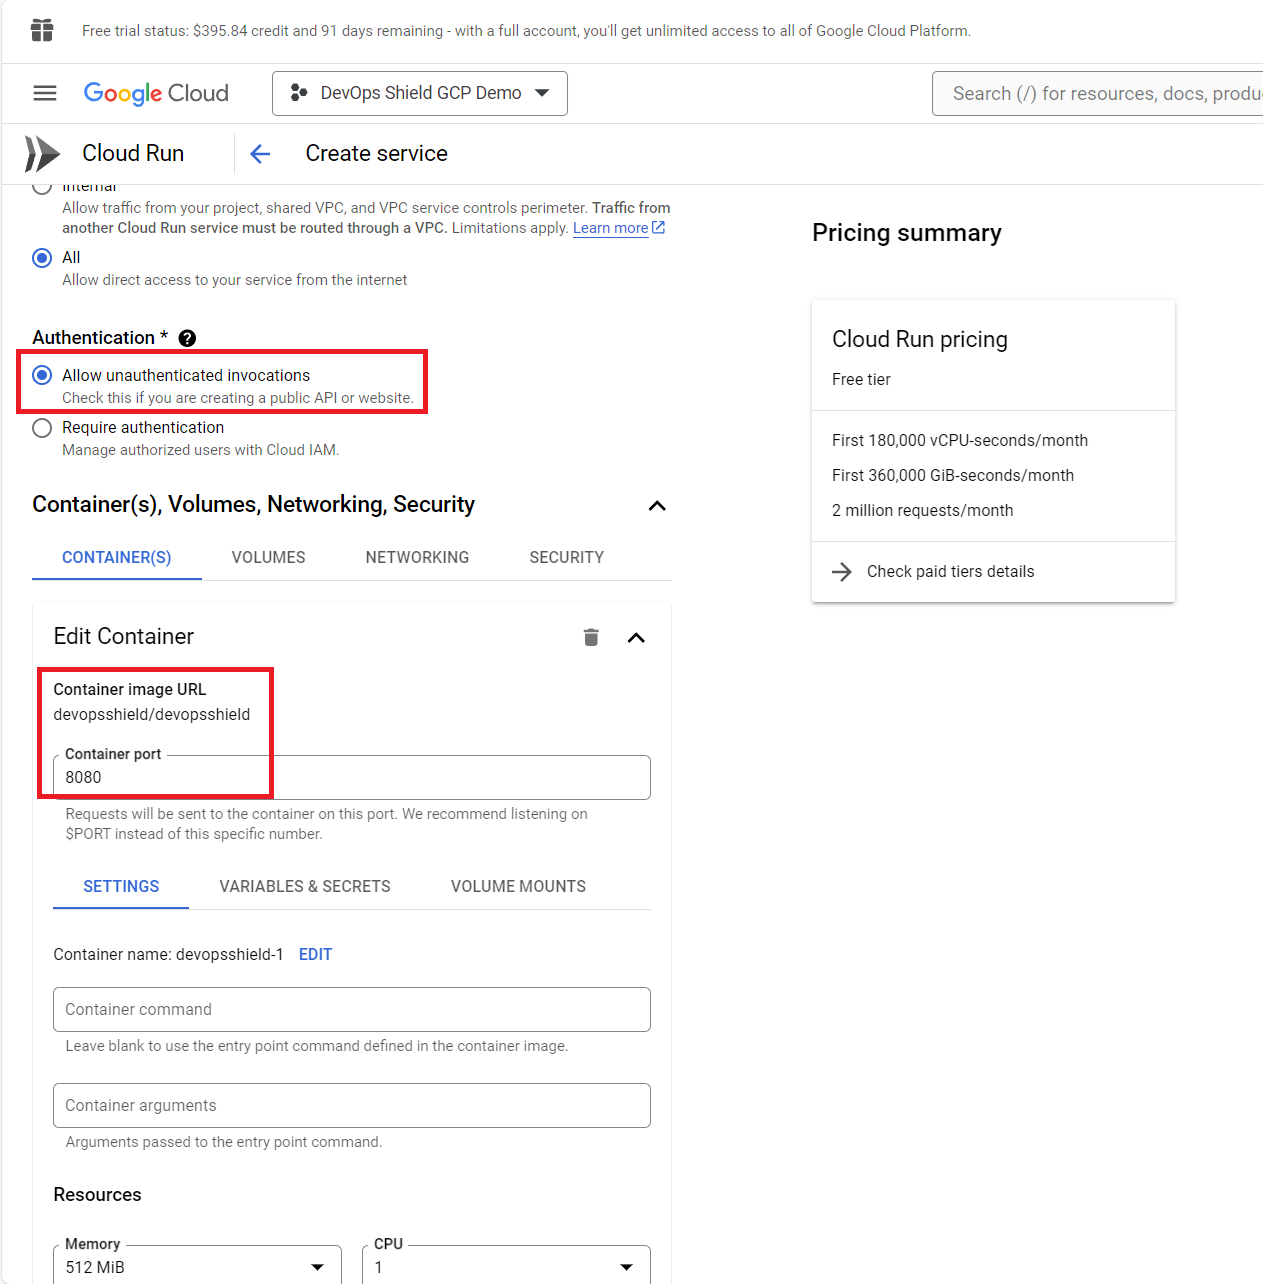 Free trial status: $395.84 credit and 91 days remaining - with a full account, you'll get unlimited access to all of Google Cloud Platform.
Google Cloud
DevOps Shield GCP Demo
Search (/) for resources, docs, produ
Cloud Run
Create service
Internal
Allow traffic from your project, shared VPC, and VPC service controls perimeter. Traffic from
another Cloud Run service must be routed through a VPC. Limitations apply. Learn more
All
Allow direct access to your service from the internet
Authentication *
Allow unauthenticated invocations
Check this if you are creating a public API or website.
Require authentication
Manage authorized users with Cloud IAM.
Container(s), Volumes, Networking, Security
CONTAINER(S) VOLUMES NETWORKING SECURITY
Edit Container
Container image URL
devopsshield/devopsshield
Container port
8080
Requests will be sent to the container on this port. We recommend listening on
$PORT instead of this specific number.
SETTINGS VARIABLES & SECRETS VOLUME MOUNTS
Container name: devopsshield-1 EDIT
Container command
Leave blank to use the entry point command defined in the container image.
Container arguments
Arguments passed to the entry point command.
Resources
Memory
512 MiB
CPU
1
Pricing summary
Cloud Run pricing
Free tier
First 180,000 vCPU-seconds/month
First 360,000 GiB-seconds/month
2 million requests/month
Check paid tiers details